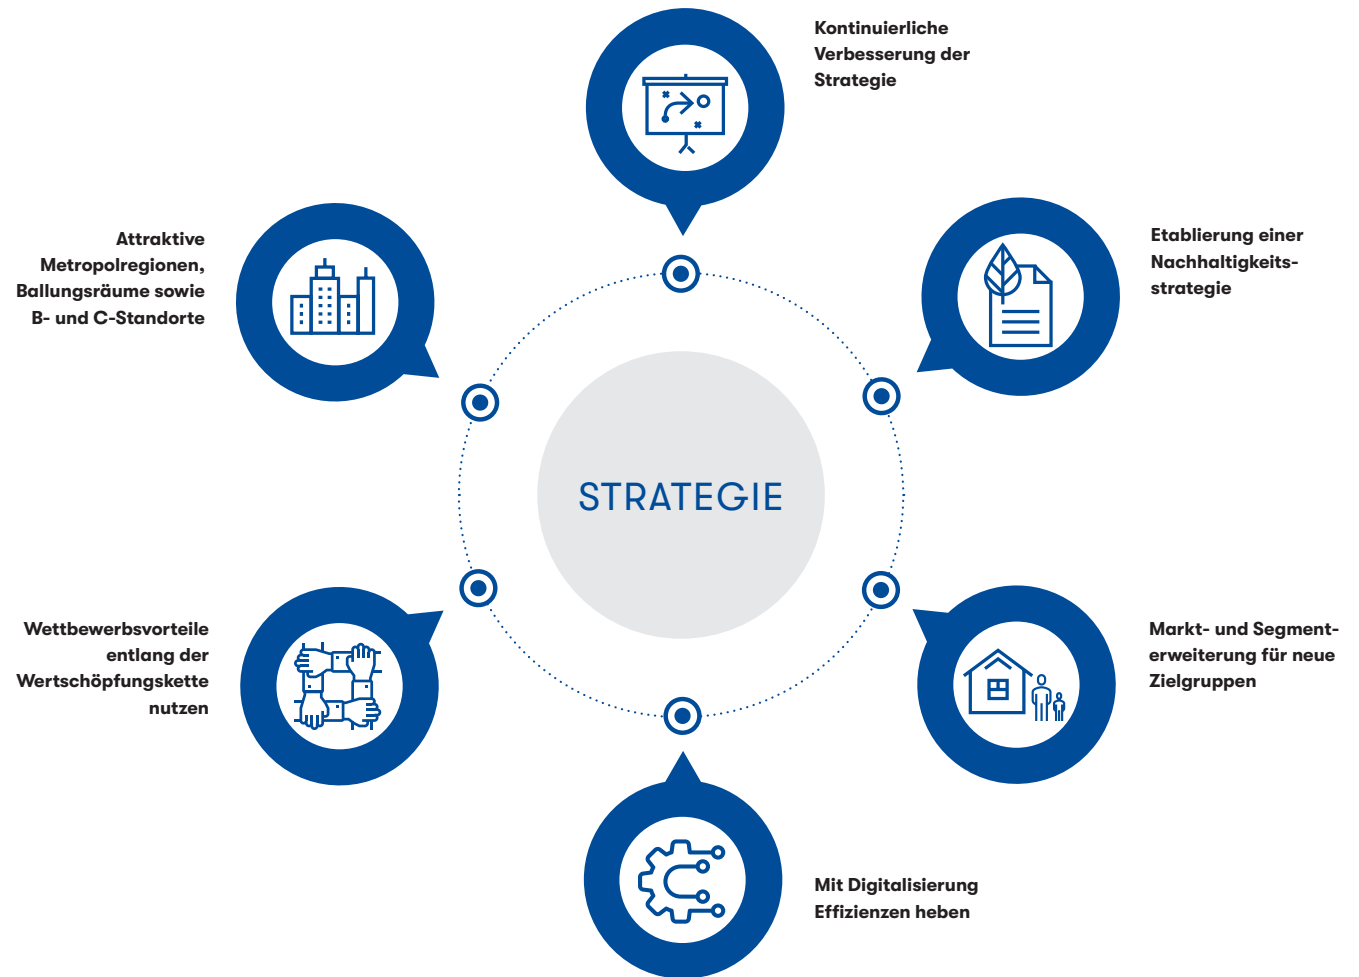 Kontinuierliche
Verbesserung der
Strategie
Etablierung einer
Nachhaltigkeits-
strategie
Markt- und Segment-
erweiterung für neue
Zielgruppen
Mit Digitalisierung
Effizienzen heben
Wettbewerbsvorteile
entlang der
Wertschöpfungskette
nutzen
Attraktive
Metropolregionen,
Ballungsräume sowie
B- und C-Standorte
STRATEGIE